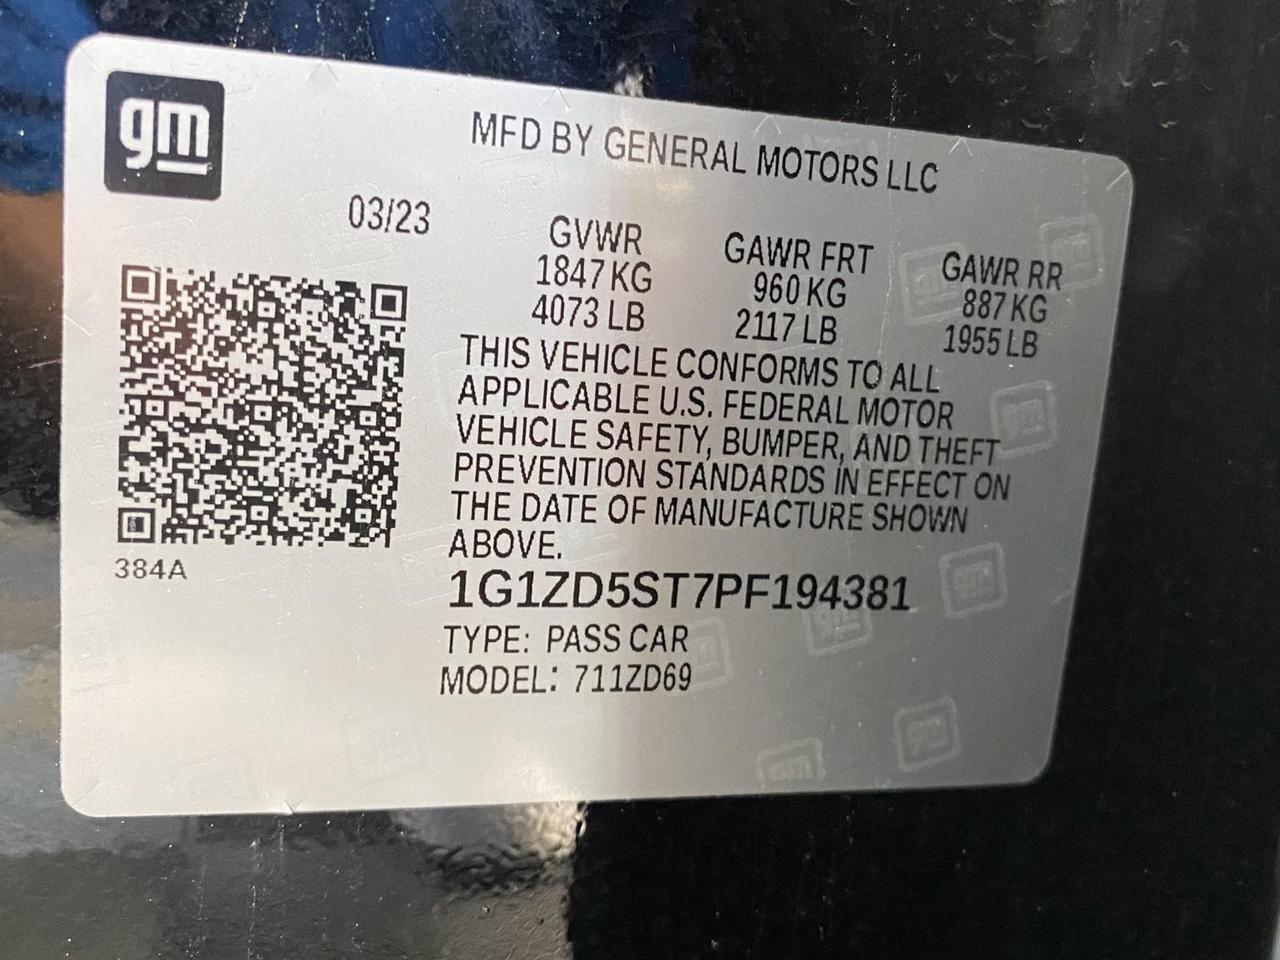 gm
MFD BY GENERAL MOTORS LLC
03/23
GVWR GAWR FRT GAWR RR
1847 KG 960 KG 887 KG
4073 LB 2117 LB 1955 LB
THIS VEHICLE CONFORMS TO ALL
APPLICABLE U.S. FEDERAL MOTOR
VEHICLE SAFETY, BUMPER, AND THEFT
PREVENTION STANDARDS IN EFFECT ON
THE DATE OF MANUFACTURE SHOWN
ABOVE.
384A
1G1ZD5ST7PF194381
TYPE: PASS CAR
MODEL: 711ZD69